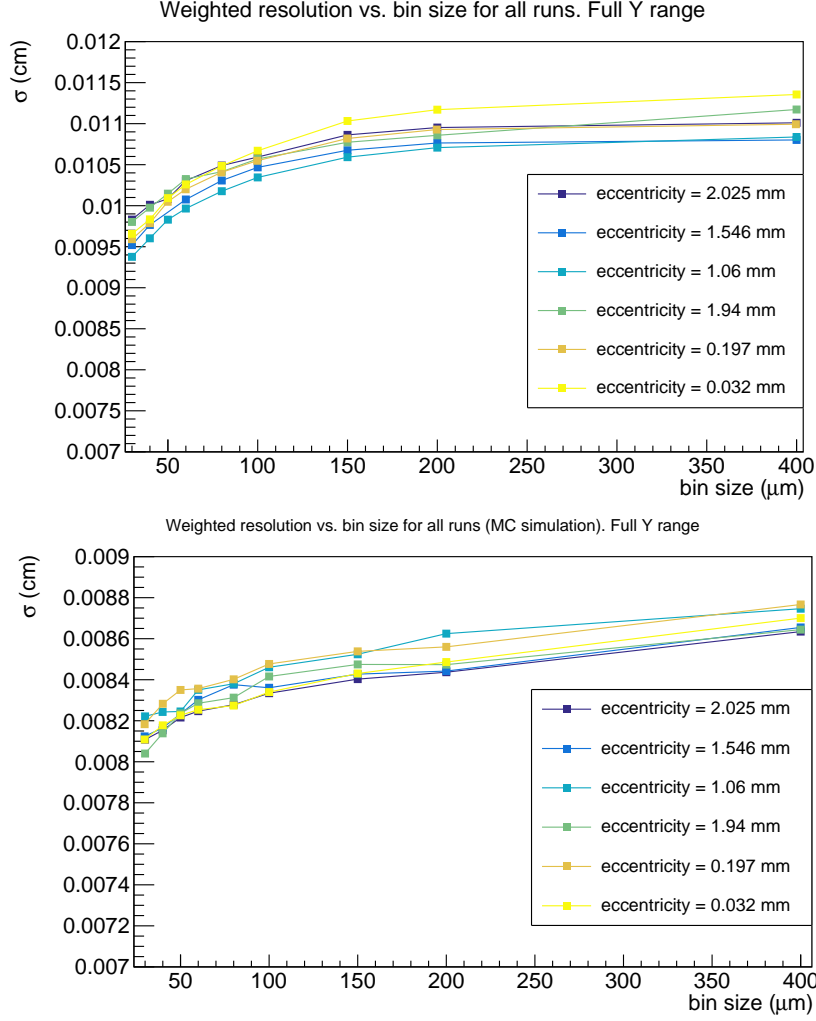 Weighted resolution vs. bin size for all runs. Full Y range
σ (cm)
0.012
0.0115
0.011
0.0105
0.01
0.0095
0.009
0.0085
0.008
0.0075
0.007
eccentricity = 2.025 mm
eccentricity = 1.546 mm
eccentricity = 1.06 mm
eccentricity = 1.94 mm
eccentricity = 0.197 mm
eccentricity = 0.032 mm
50 100 150 200 250 300 350 400
bin size (μm)
Weighted resolution vs. bin size for all runs (MC simulation). Full Y range
σ (cm)
0.009
0.0088
0.0086
0.0084
0.0082
0.008
0.0078
0.0076
0.0074
0.0072
0.007
eccentricity = 2.025 mm
eccentricity = 1.546 mm
eccentricity = 1.06 mm
eccentricity = 1.94 mm
eccentricity = 0.197 mm
eccentricity = 0.032 mm
50 100 150 200 250 300 350 400
bin size (μm)